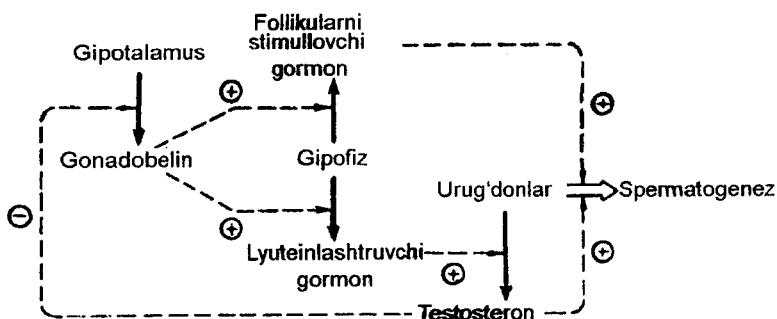 Follikularni
stimullovchi
gormon
Gipotalamus
Gonadobelin
Gipofiz
Urug'donlar
Spermatogenez
Lyuteinlashtruvchi
gormon
Testosteron